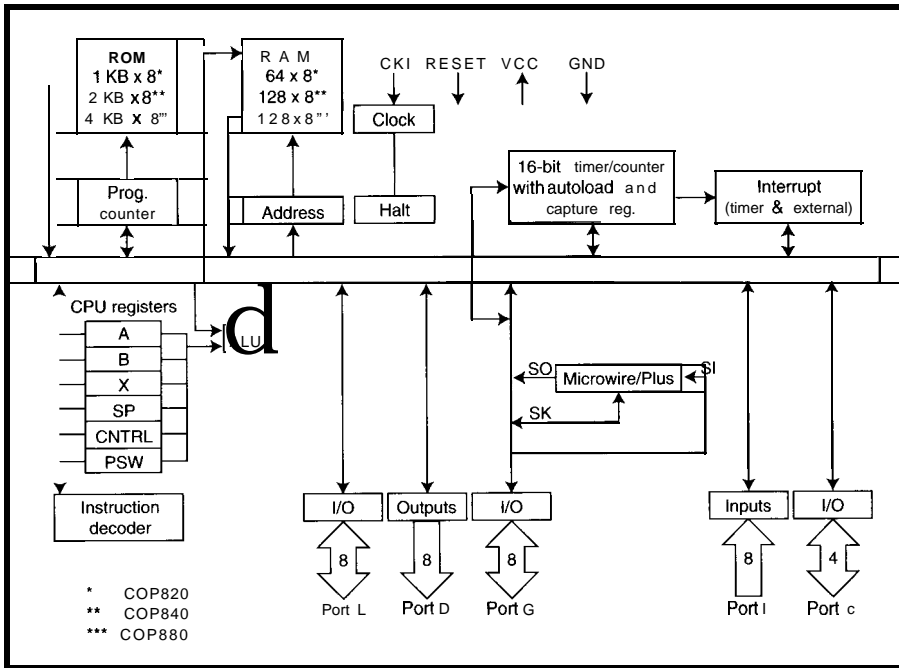 ROM
1 KB x 8*
2 KB x8**
4 KB x 8"'
RAM
64 x 8*
128 x 8**
128x8"'
CKI RESET VCC GND
Clock
Halt
Prog.
counter
Address
16-bit timer/counter
with autoload and
capture reg.
Interrupt
(timer & external)
CPU registers
A
B
X
SP
CNTRL
PSW
d
LU
SO
Microwire/Plus
SI
SK
Instruction
decoder
I/O
Outputs
I/O
Inputs
I/O
8
8
8
8
4
Port L
Port D
Port G
Port I
Port c
* COP820
** COP840
*** COP880